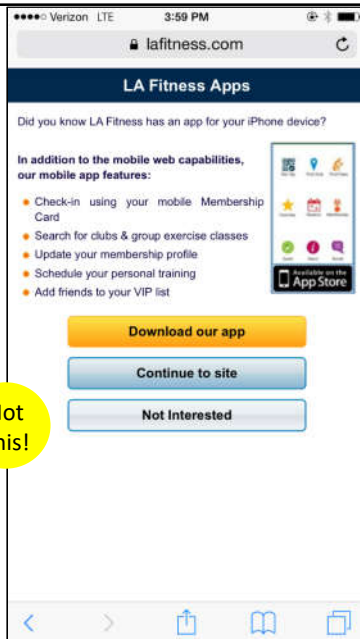 Verizon LTE 3:59 PM
lafitness.com
LA Fitness Apps
Did you know LA Fitness has an app for your iPhone device?
In addition to the mobile web capabilities,
our mobile app features:
Check-in using your mobile Membership
Card
Search for clubs & group exercise classes
Update your membership profile
Schedule your personal training
Add friends to your VIP list
Available on the
App Store
Download our app
Continue to site
Not Interested
lot
his!